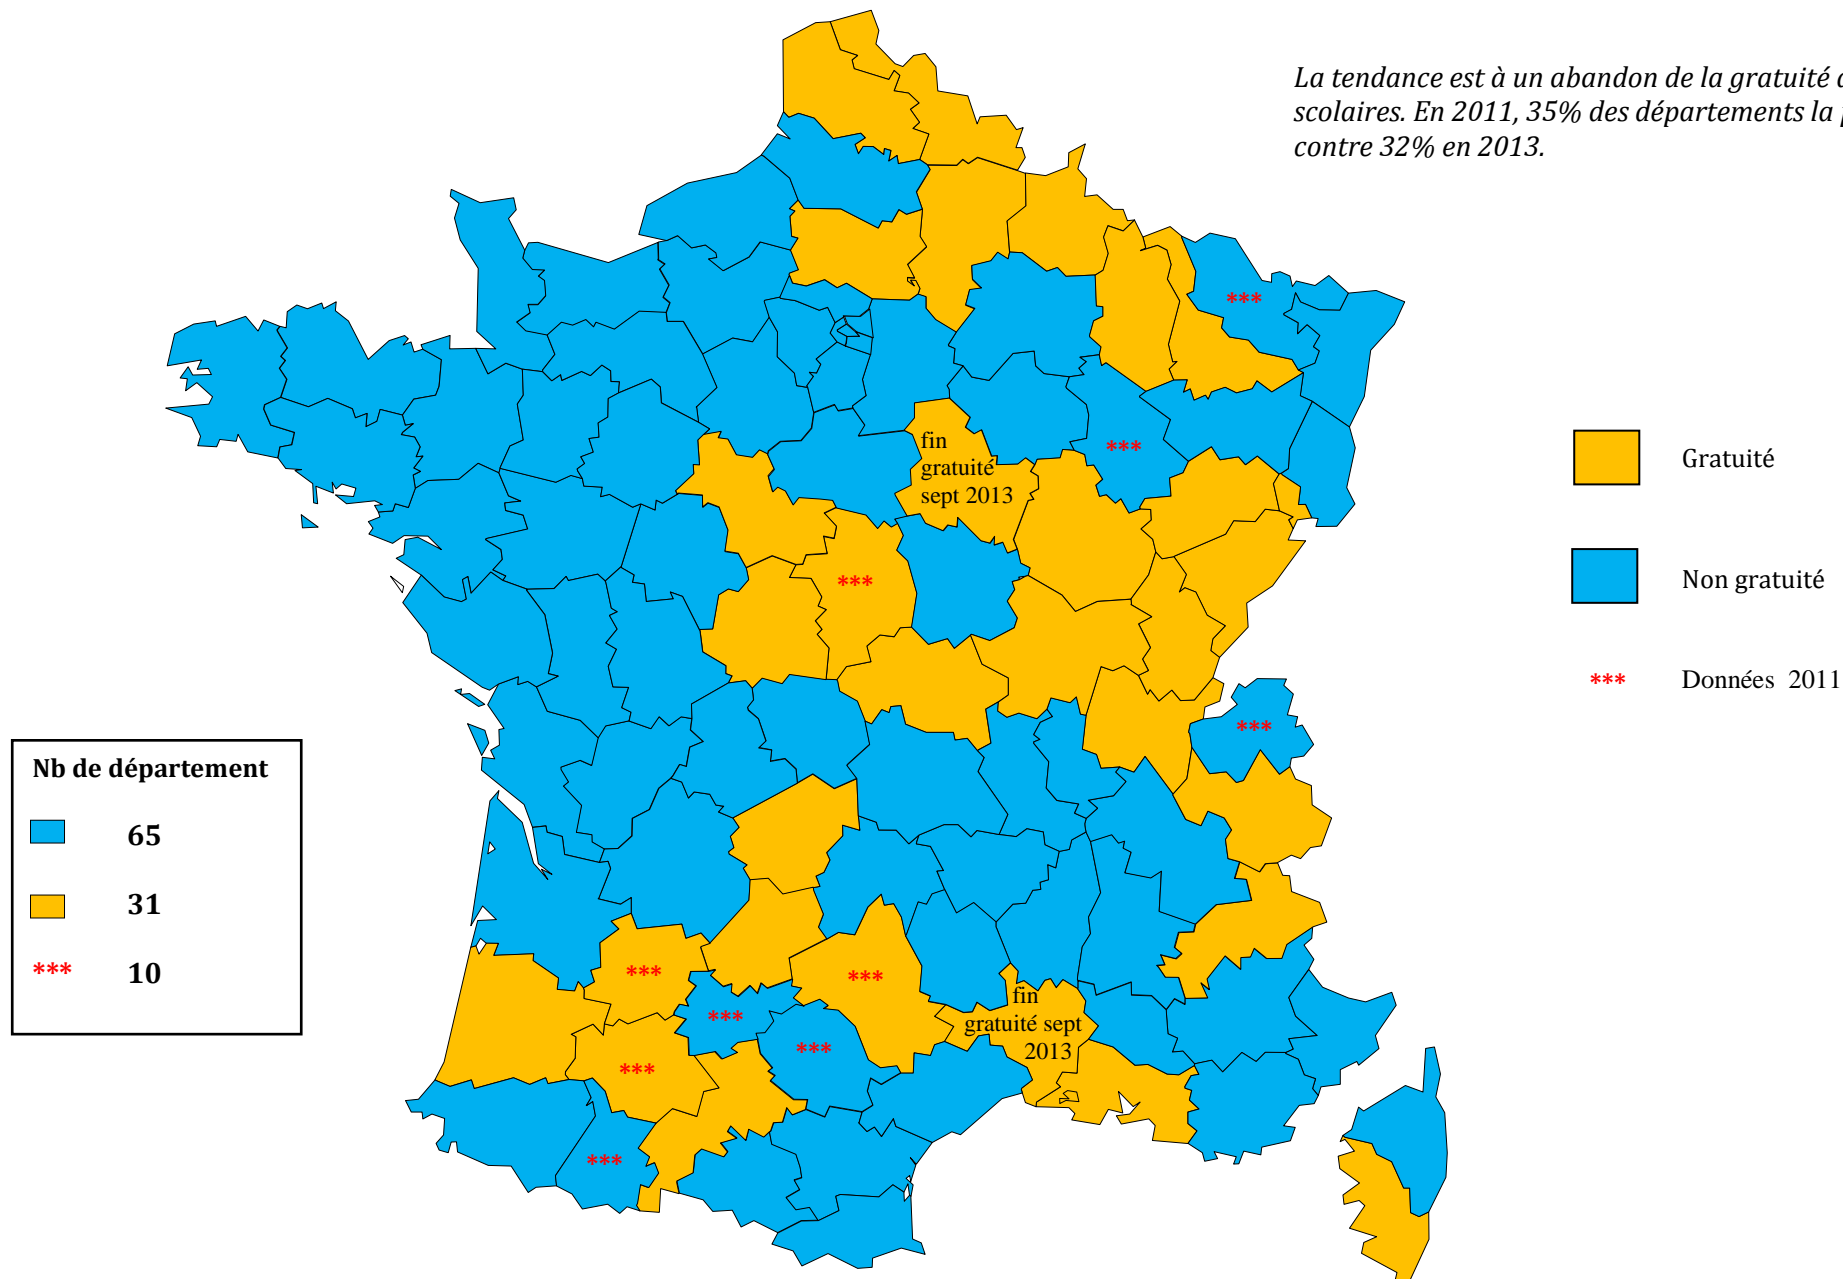 La tendance est à un abandon de la gratuité
scolaires. En 2011, 35% des départements la
contre 32% en 2013.
***
fin
gratuité
sept 2013
***
***
Gratuité
Non gratuité
*** Données 2011
***
Nb de département
65
31
*** 10
***
***
***
***
***
***
fin
gratuité sept
2013